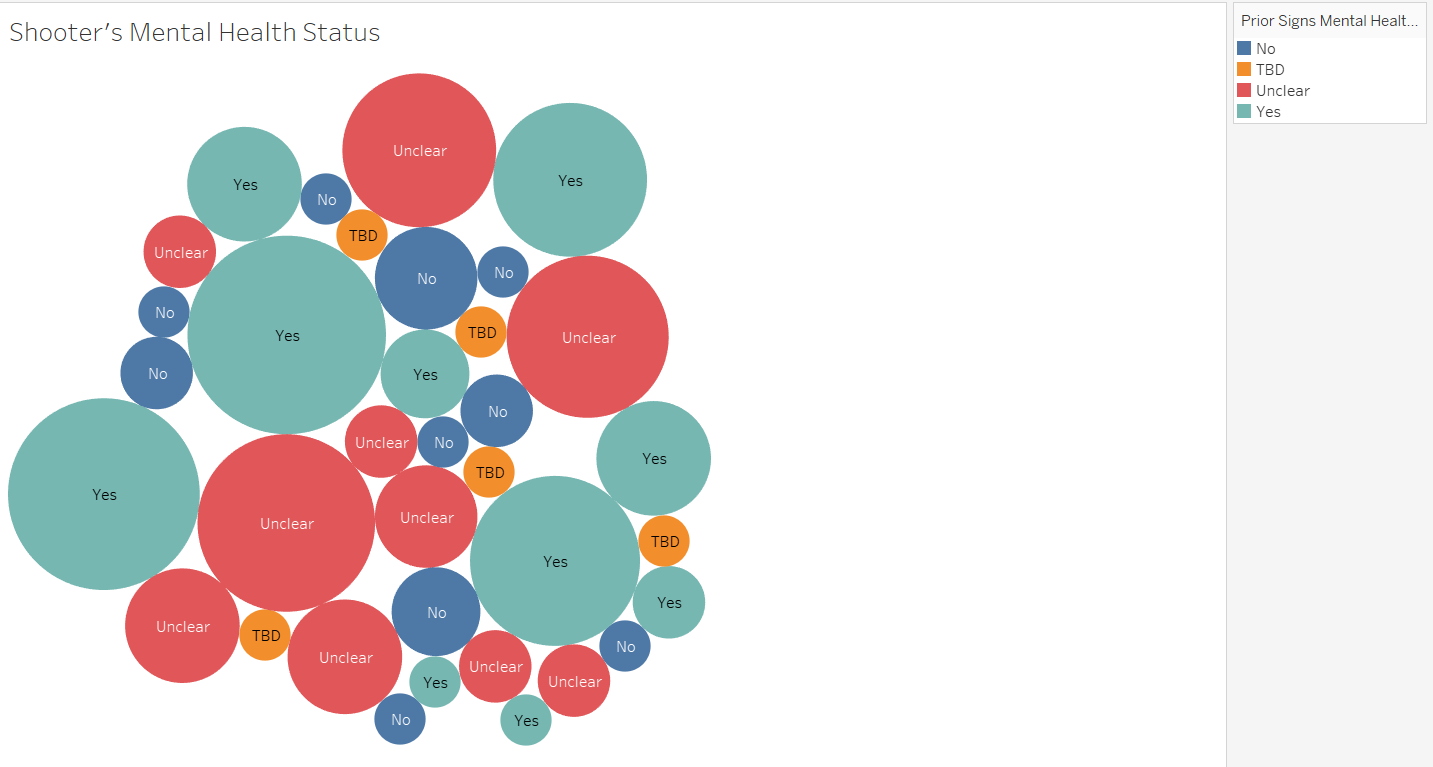 Shooter's Mental Health Status
Prior Signs Mental Healt...
No
TBD
Unclear
Yes
Unclear
Yes
Yes
No
TBD
Unclear
No
No
No
TBD
Yes
Unclear
No
Yes
No
Unclear
No
Yes
TBD
Yes
Unclear
Unclear
TBD
Yes
Yes
No
Unclear
TBD
No
Unclear
Unclear
Yes
Unclear
No
Yes